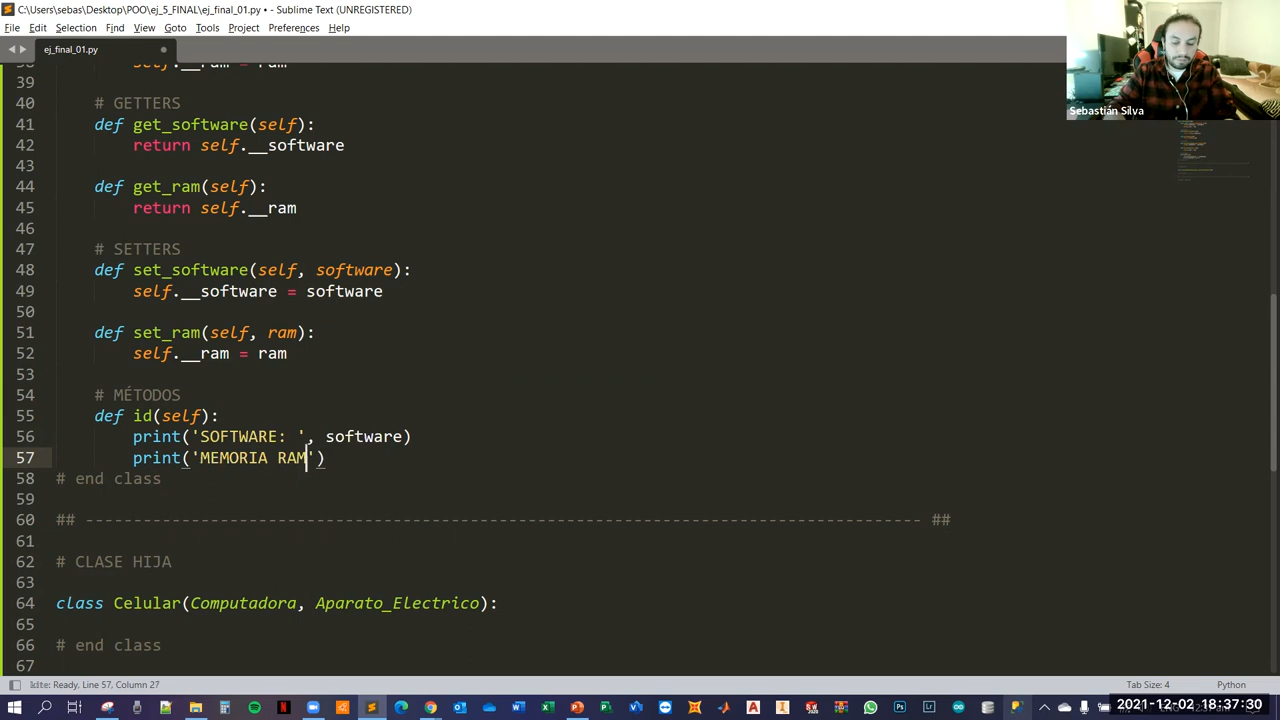 C:\Users\sebas\Desktop\POO\ej_5_FINAL\ej_final_01.py • - Sublime Text (UNREGISTERED)
File Edit Selection Find View Goto Tools Project Preferences Help
ej_final_01.py
Sebastián Silva
38 self.__ram = ram
39
40 # GETTERS
41 def get_software(self):
42 return self.__software
43
44 def get_ram(self):
45 return self.__ram
46
47 # SETTERS
48 def set_software(self, software):
49 self.__software = software
50
51 def set_ram(self, ram):
52 self.__ram = ram
53
54 # MÉTODOS
55 def id(self):
56 print('SOFTWARE: ', software)
57 print('MEMORIA RAM')
58 # end class
59
60 ## --------------------------------------------------------------------------------------- ##
61
62 # CLASE HIJA
63
64 class Celular(Computadora, Aparato_Electrico):
65
66 # end class
67
kite: Ready, Line 57, Column 27
Tab Size: 4 Python
2021-12-02 18:37:30